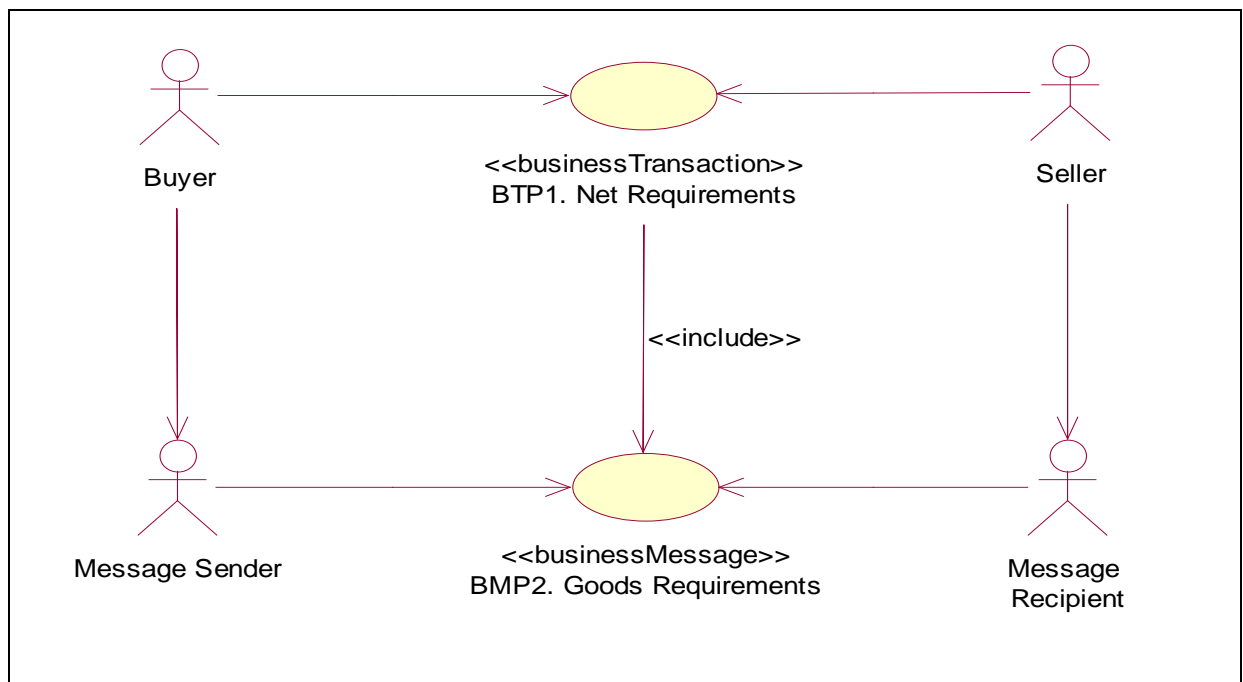 Buyer
<<businessTransaction>>
BTP1. Net Requirements
Seller
<<include>>
Message Sender
<<businessMessage>>
BMP2. Goods Requirements
Message
Recipient